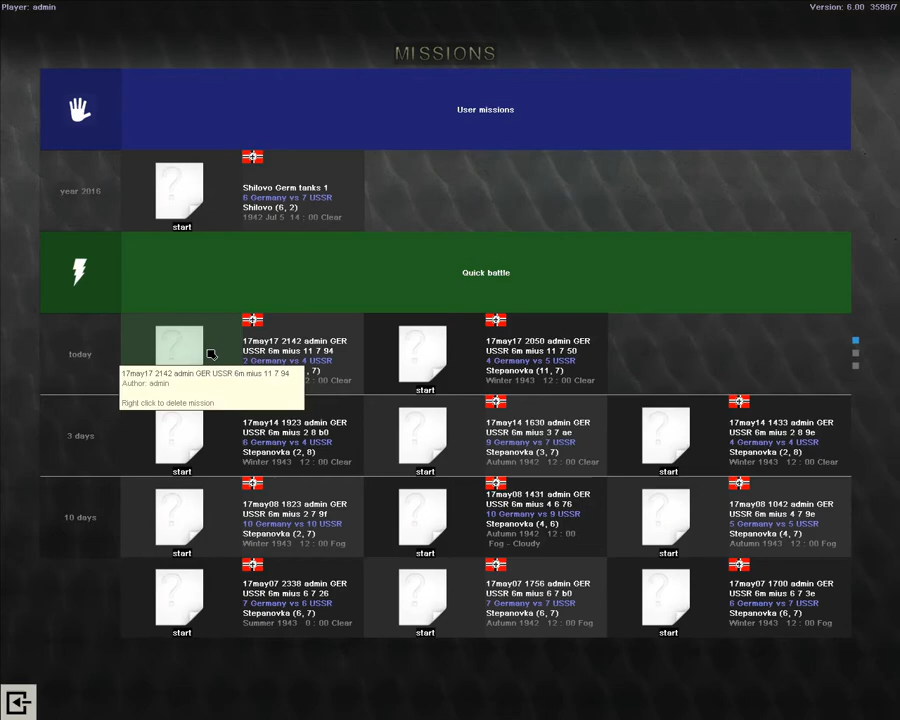 Player: admin
Version: 6.00 3598/7
MISSIONS
User missions
year 2016
start
Shilovo Germ tanks 1
6 Germany vs 7 USSR
Shilovo (6, 2)
1942 Jul 5 14 : 00 Clear
Quick battle
today
17may17 2142 admin GER
USSR 6m mius 11 7 94
2 Germany vs 4 USSR
, 7)
12 : 00 Clear
start
17may17 2050 admin GER
USSR 6m mius 11 7 50
4 Germany vs 5 USSR
Stepanovka (11, 7)
Winter 1943 12 : 00 Clear
17may17 2142 admin GER USSR 6m mius 11 7 94
Author: admin
Right click to delete mission
3 days
start
17may14 1923 admin GER
USSR 6m mius 2 8 b0
6 Germany vs 4 USSR
Stepanovka (2, 8)
Winter 1943 12 : 00 Clear
start
17may14 1630 admin GER
USSR 6m mius 3 7 ae
9 Germany vs 7 USSR
Stepanovka (3, 7)
Autumn 1942 12 : 00 Clear
start
17may14 1433 admin GER
USSR 6m mius 2 8 9e
4 Germany vs 4 USSR
Stepanovka (2, 8)
Winter 1943 12 : 00 Clear
10 days
start
17may08 1823 admin GER
USSR 6m mius 2 7 9f
10 Germany vs 10 USSR
Stepanovka (2, 7)
Winter 1943 12 : 00 Fog
start
17may08 1431 admin GER
USSR 6m mius 4 6 76
10 Germany vs 9 USSR
Stepanovka (4, 6)
Autumn 1942 12 : 00
Fog - Cloudy
start
17may08 1042 admin GER
USSR 6m mius 4 7 9e
5 Germany vs 5 USSR
Stepanovka (4, 7)
Autumn 1943 12 : 00 Fog
start
17may07 2338 admin GER
USSR 6m mius 6 7 26
7 Germany vs 6 USSR
Stepanovka (6, 7)
Summer 1943 0 : 00 Clear
start
17may07 1756 admin GER
USSR 6m mius 6 7 b0
7 Germany vs 7 USSR
Stepanovka (6, 7)
Autumn 1942 12 : 00 Fog
start
17may07 1700 admin GER
USSR 6m mius 6 7 3e
6 Germany vs 7 USSR
Stepanovka (6, 7)
Winter 1943 12 : 00 Fog